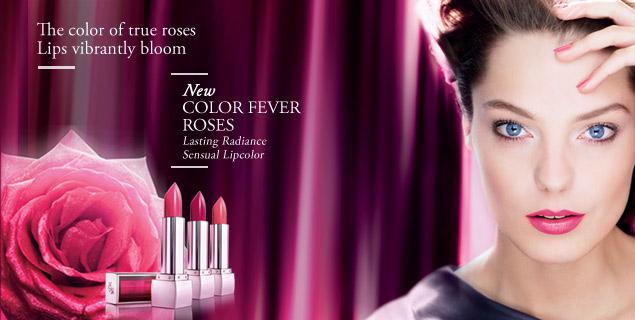 The color of true roses
Lips vibrantly bloom
New
COLOR FEVER
ROSES
Lasting Radiance
Sensual Lipcolor